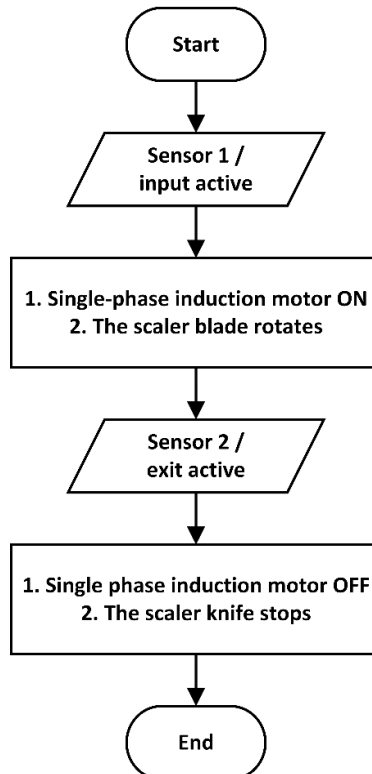 Start
Sensor 1 /
input active
1. Single-phase induction motor ON
2. The scaler blade rotates
Sensor 2 /
exit active
1. Single phase induction motor OFF
2. The scaler knife stops
End